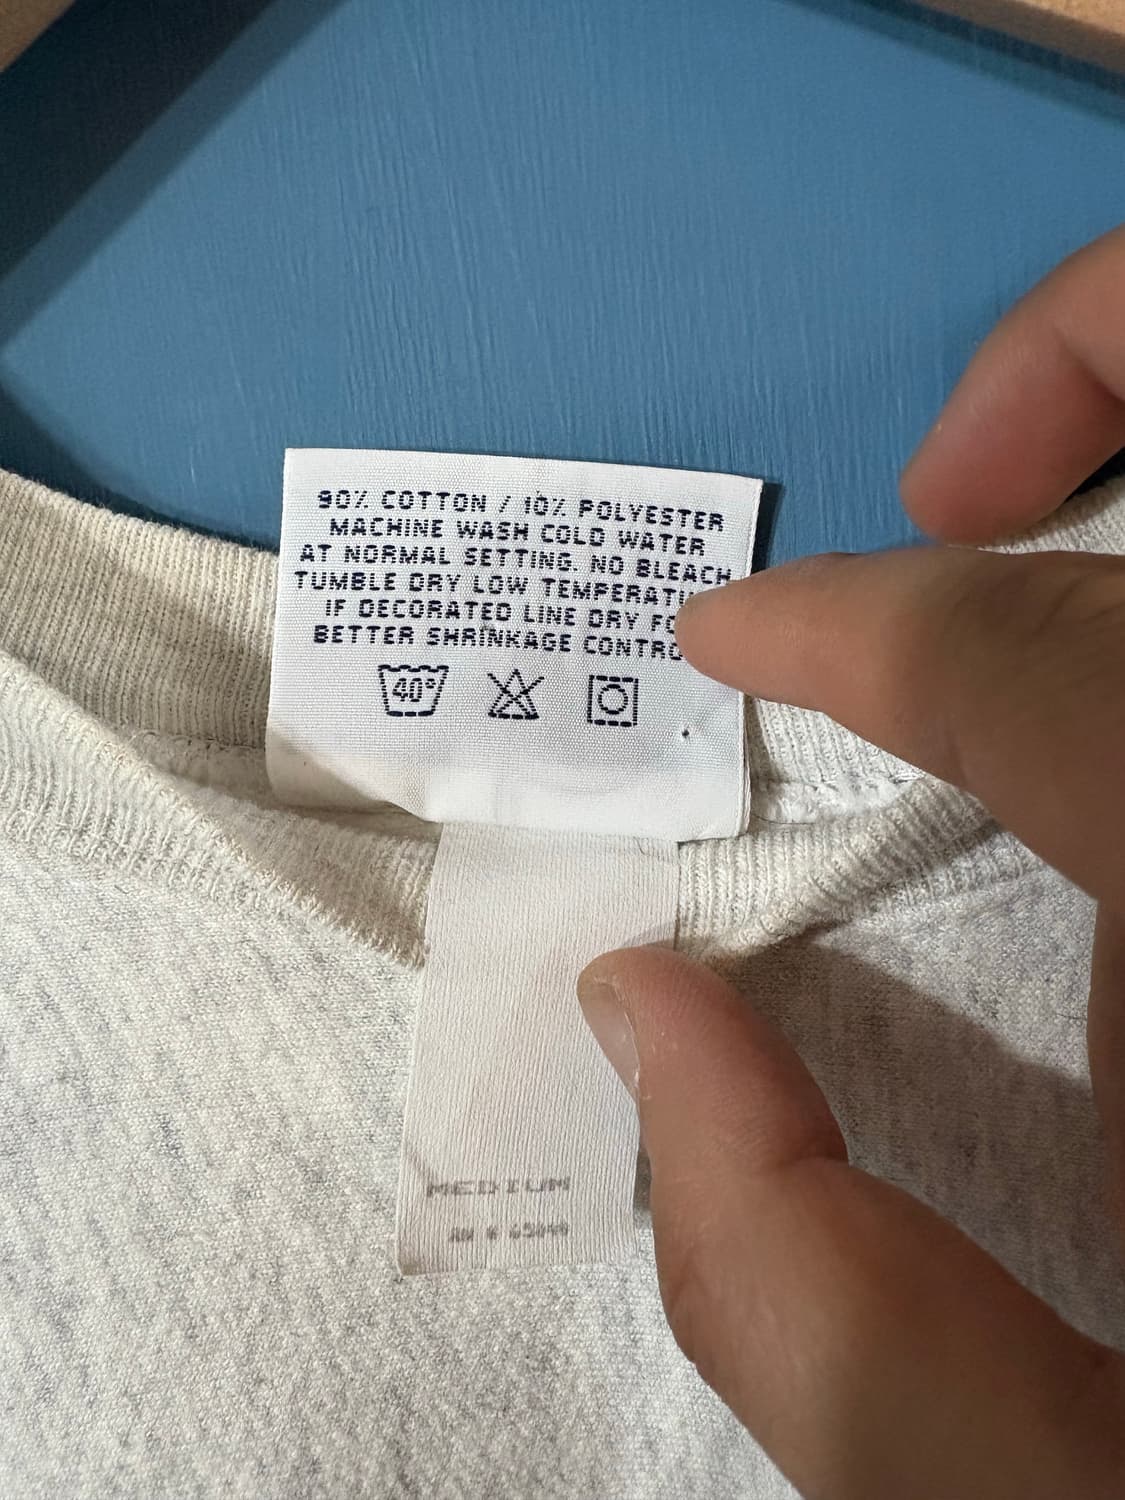 90% COTTON / 10% POLYESTER
MACHINE WASH COLD WATER
AT NORMAL SETTING. NO BLEACH
TUMBLE DRY LOW
IF DECORATED LINE DRY
BETTER SHRINKAGE
40°
MEDIUM